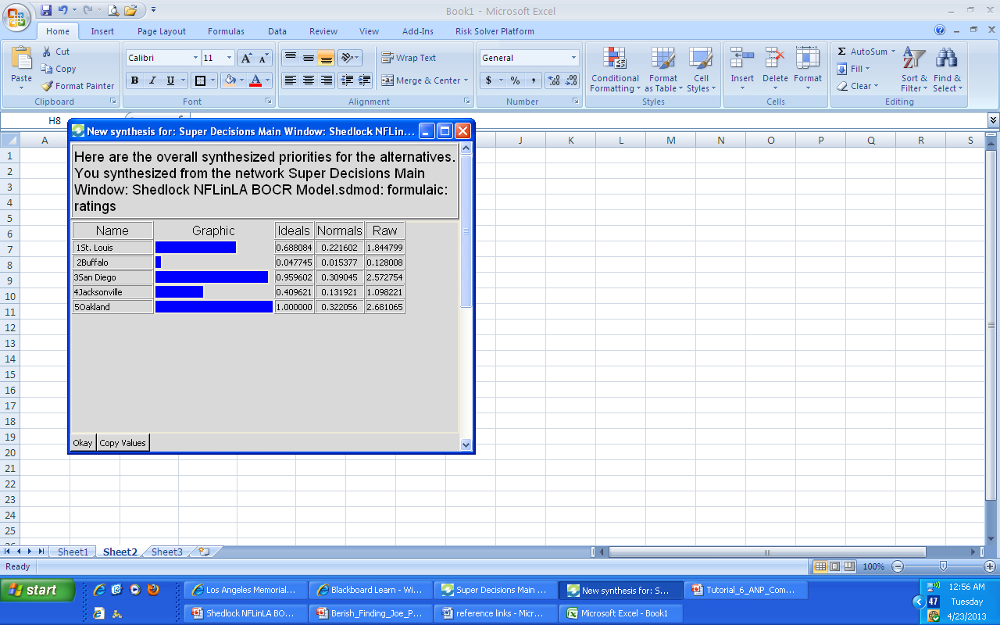 Book1 - Microsoft Excel
Home Insert Page Layout Formulas Data Review View Add-Ins Risk Solver Platform
Paste
Cut
Copy
Format Painter
Clipboard
Calibri 11
B I U A
Font
Wrap Text
Merge & Center
Alignment
General
$ % ,
Number
Conditional Formatting
Format as Table
Cell Styles
Styles
Insert Delete Format
Cells
Σ AutoSum
Fill
Clear
Sort & Filter
Find & Select
Editing
H8
New synthesis for: Super Decisions Main Window: Shedlock NFLin...
A J K L M N O P Q R S
Here are the overall synthesized priorities for the alternatives.
You synthesized from the network Super Decisions Main
Window: Shedlock NFLinLA BOCR Model.sdmod: formulaic:
ratings
Name Graphic Ideals Normals Raw
1St. Louis 0.688084 0.221602 1.844799
2Buffalo 0.047745 0.015377 0.128008
3San Diego 0.959602 0.309045 2.572754
4Jacksonville 0.409621 0.131921 1.098221
5Oakland 1.000000 0.322056 2.681065
Okay Copy Values
1
2
3
4
5
6
7
8
9
10
11
12
13
14
15
16
17
18
19
20
21
22
23
24
25
Sheet1 Sheet2 Sheet3
Ready 100%
start
Los Angeles Memorial... Blackboard Learn - Wi... Super Decisions Main ... New synthesis for: S... Tutorial_6_ANP_Com...
Shedlock NFLinLA BO... Berish_Finding_Joe_P... reference links - Micr... Microsoft Excel - Book1
47
12:56 AM
Tuesday
4/23/2013